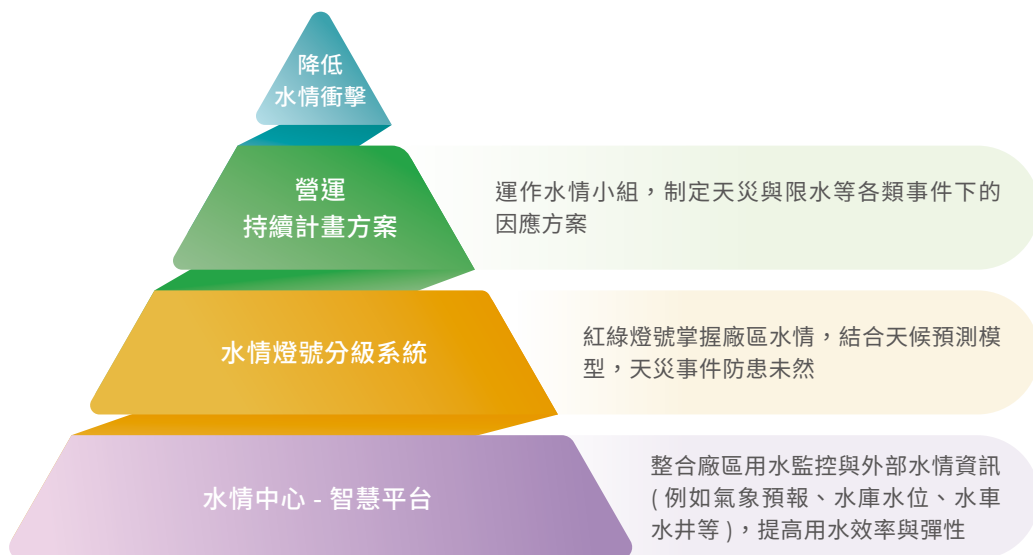 降低
水情衝擊
營運
持續計畫方案
運作水情小組，制定天災與限水等各類事件下的
因應方案
水情燈號分級系統
紅綠燈號掌握廠區水情，結合天候預測模
型，天災事件防患未然
水情中心 - 智慧平台
整合廠區用水監控與外部水情資訊
( 例如氣象預報、水庫水位、水車
水井等 )，提高用水效率與彈性